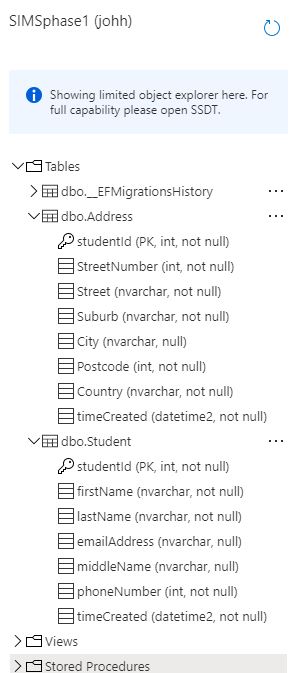 SIMSphase1 (johh)
Showing limited object explorer here. For
full capability please open SSDT.
Tables
dbo.__EFMigrationsHistory
dbo.Address
studentId (PK, int, not null)
StreetNumber (int, not null)
Street (nvarchar, not null)
Suburb (nvarchar, not null)
City (nvarchar, null)
Postcode (int, not null)
Country (nvarchar, not null)
timeCreated (datetime2, not null)
dbo.Student
studentId (PK, int, not null)
firstName (nvarchar, not null)
lastName (nvarchar, not null)
emailAddress (nvarchar, null)
middleName (nvarchar, null)
phoneNumber (int, not null)
timeCreated (datetime2, not null)
Views
Stored Procedures